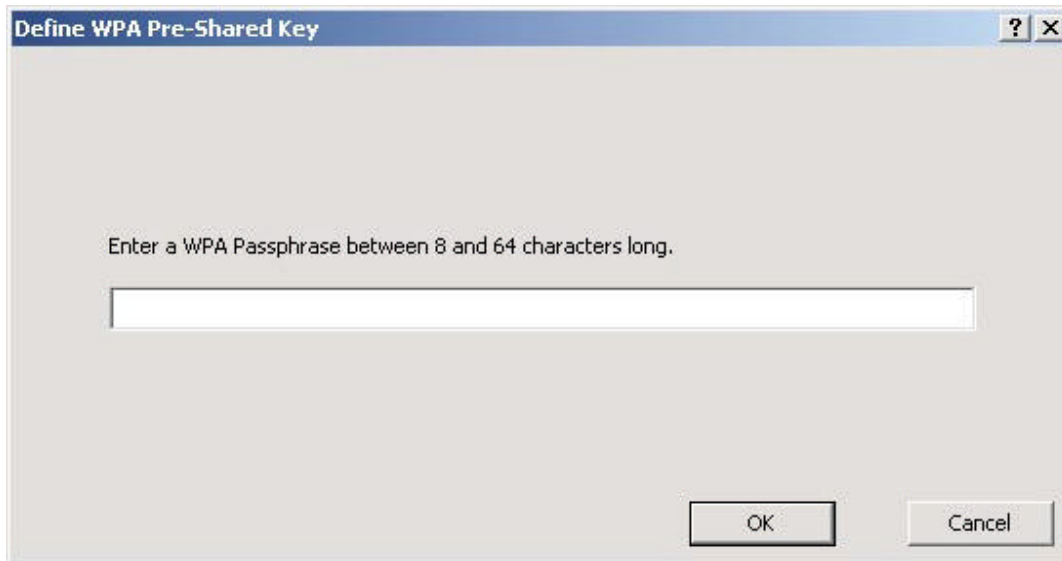 Define WPA Pre-Shared Key
Enter a WPA Passphrase between 8 and 64 characters long.
OK Cancel